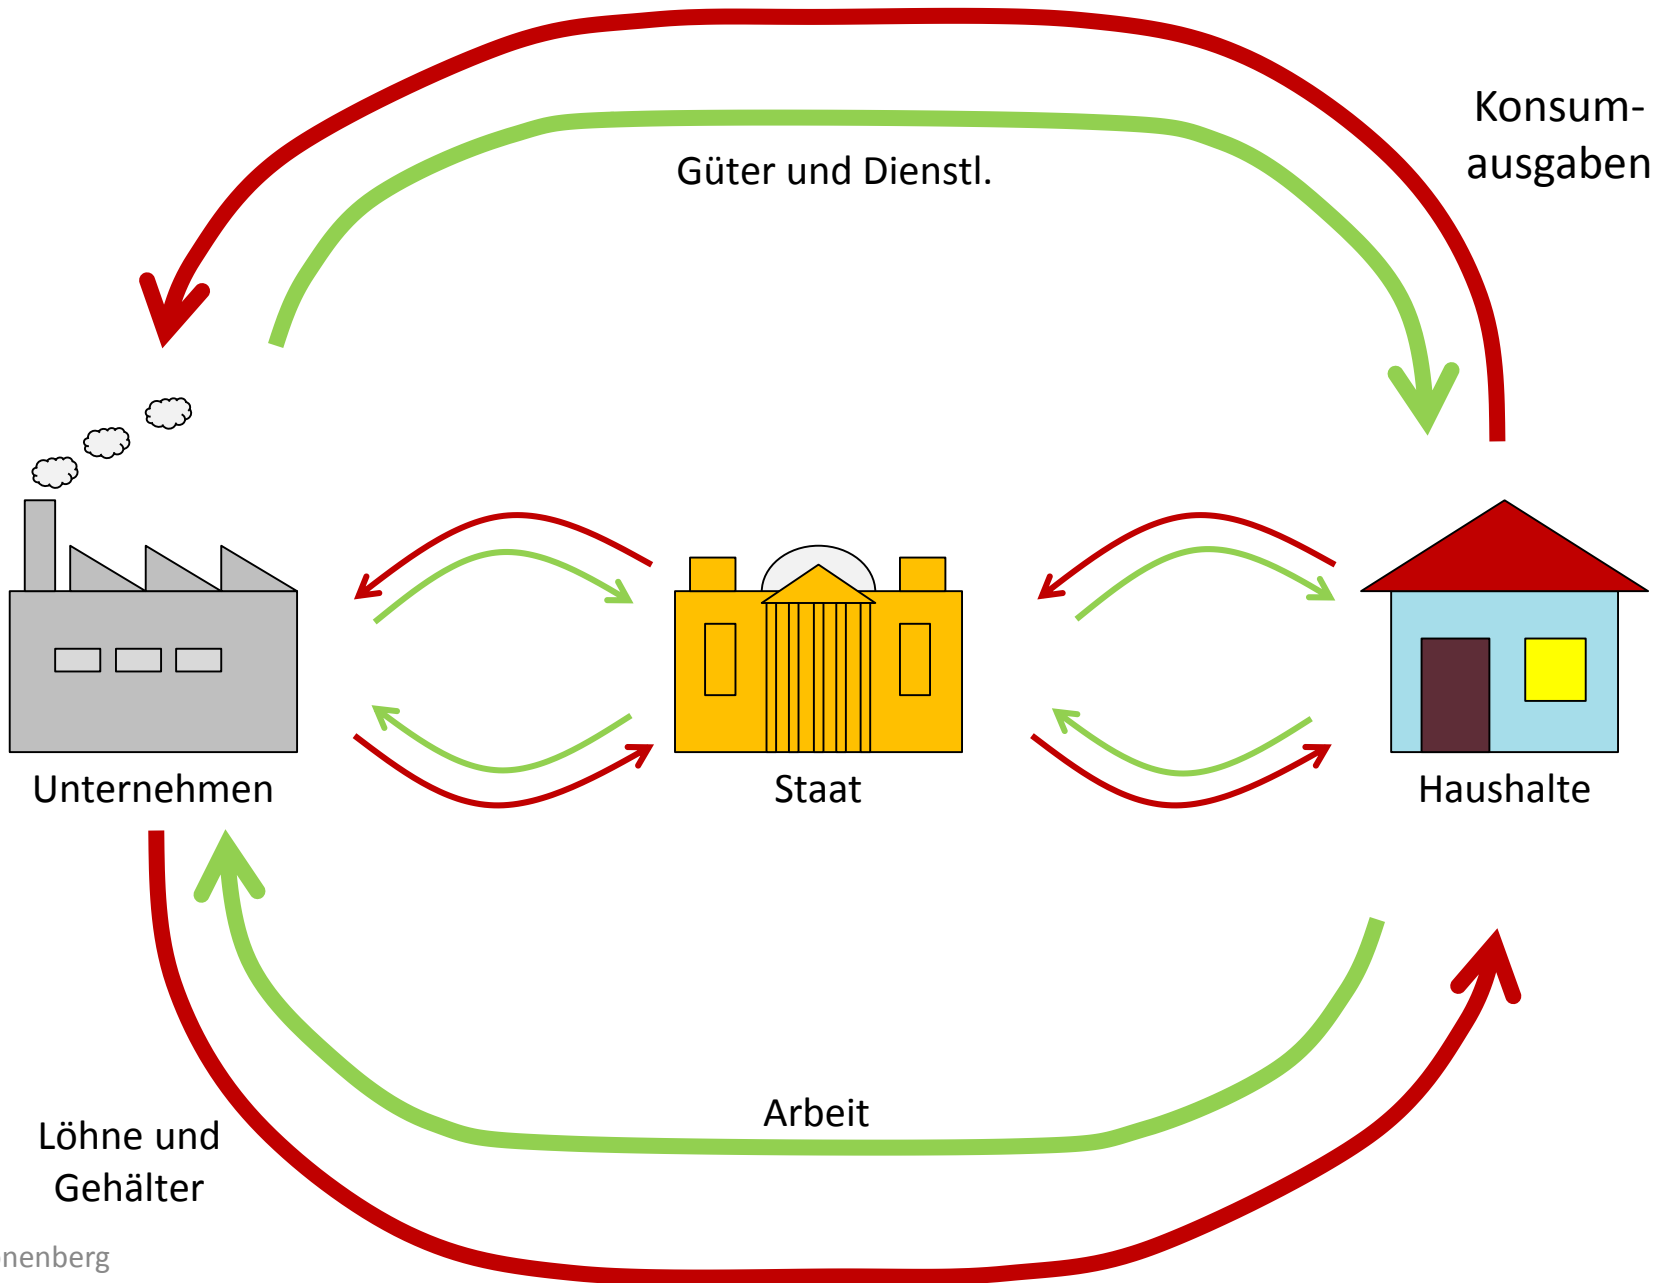 Konsum-
ausgaben
Güter und Dienstl.
Unternehmen
Staat
Haushalte
Arbeit
Löhne und
Gehälter
nenberg